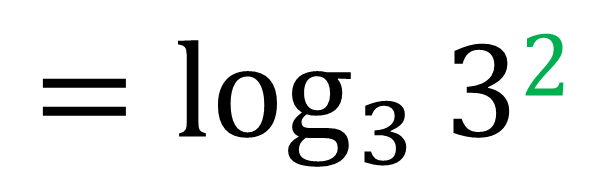 = log₃ 3²